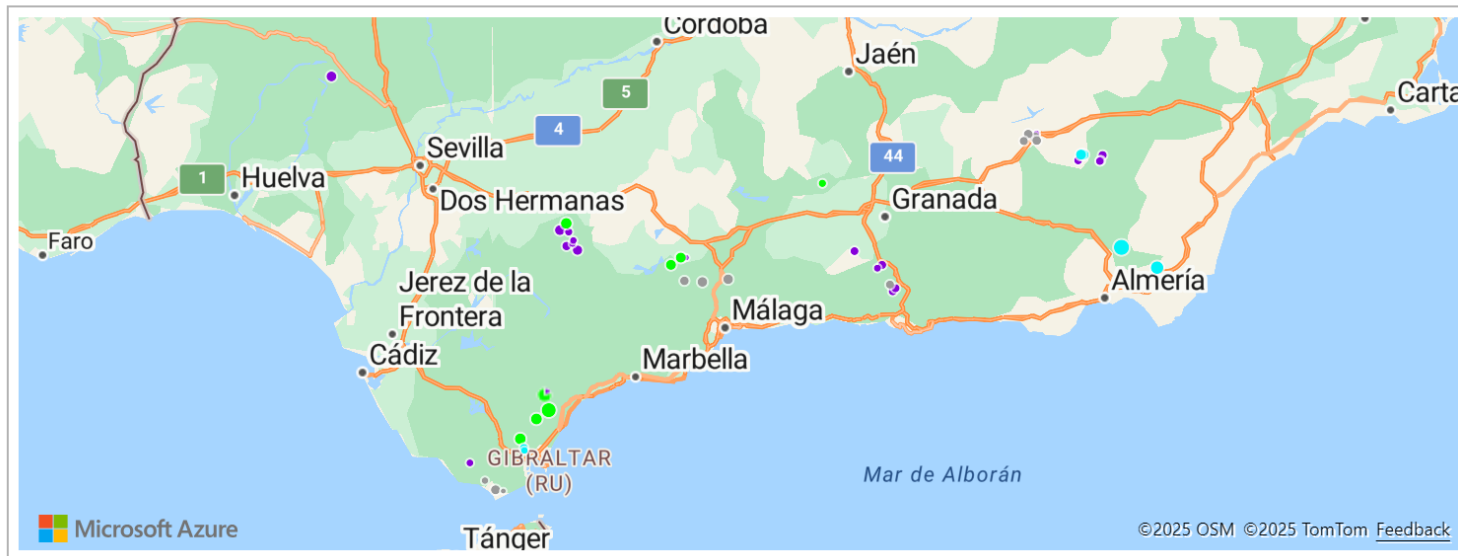 Córdoba
Jaén
Carta
5
4
Sevilla
44
1
Huelva
Dos Hermanas
Granada
Faro
Jerez de la
Frontera
Almería
Málaga
Cádiz
Marbella
GIBRALTAR
(RU)
Mar de Alborán
Microsoft Azure
©2025 OSM ©2025 TomTom Feedback
Tánger